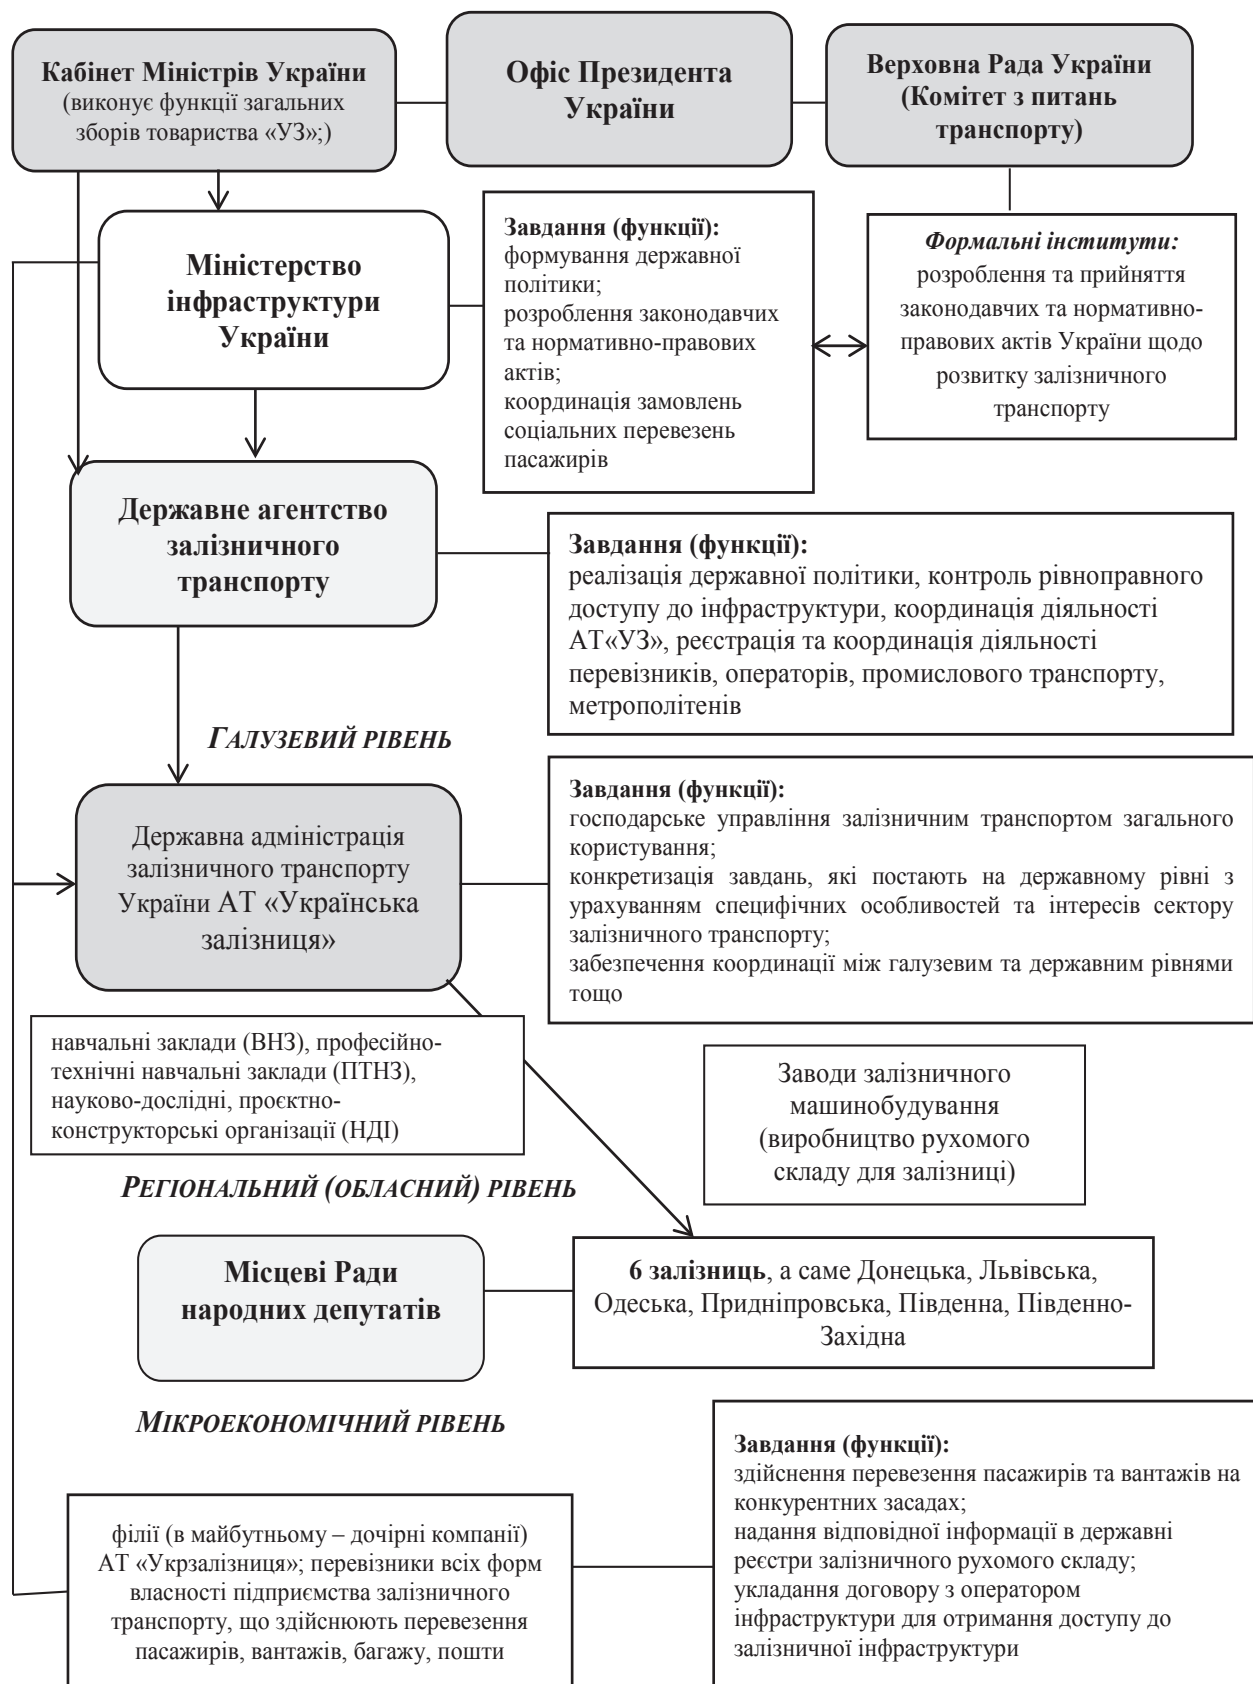 Кабінет Міністрів України
(виконує функції загальних
зборів товариства «УЗ»;)
Офіс Президента
України
Верховна Рада України
(Комітет з питань
транспорту)
Міністерство
інфраструктури
України
Завдання (функції):
формування державної
політики;
розроблення законодавчих
та нормативно-правових
актів;
координація замовлень
соціальних перевезень
пасажирів
Формальні інститути:
розроблення та прийняття
законодавчих та нормативно-
правових актів України щодо
розвитку залізничного
транспорту
Державне агентство
залізничного
транспорту
Завдання (функції):
реалізація державної політики, контроль рівноправного
доступу до інфраструктури, координація діяльності
АТ«УЗ», реєстрація та координація діяльності
перевізників, операторів, промислового транспорту,
метрополітенів
ГАЛУЗЕВИЙ РІВЕНЬ
Державна адміністрація
залізничного транспорту
України АТ «Українська
залізниця»
Завдання (функції):
господарське управління залізничним транспортом загального
користування;
конкретизація завдань, які постають на державному рівні з
урахуванням специфічних особливостей та інтересів сектору
залізничного транспорту;
забезпечення координації між галузевим та державним рівнями
тощо
навчальні заклади (ВНЗ), професійно-
технічні навчальні заклади (ПТНЗ),
науково-дослідні, проєктно-
конструкторські організації (НДІ)
Заводи залізничного
машинобудування
(виробництво рухомого
складу для залізниці)
РЕГІОНАЛЬНИЙ (ОБЛАСНИЙ) РІВЕНЬ
Місцеві Ради
народних депутатів
6 залізниць, а саме Донецька, Львівська,
Одеська, Придніпровська, Південна, Південно-
Західна
МІКРОЕКОНОМІЧНИЙ РІВЕНЬ
філії (в майбутньому – дочірні компанії)
АТ «Укрзалізниця»; перевізники всіх форм
власності підприємства залізничного
транспорту, що здійснюють перевезення
пасажирів, вантажів, багажу, пошти
Завдання (функції):
здійснення перевезення пасажирів та вантажів на
конкурентних засадах;
надання відповідної інформації в державні
реєстри залізничного рухомого складу;
укладання договору з оператором
інфраструктури для отримання доступу до
залізничної інфраструктури